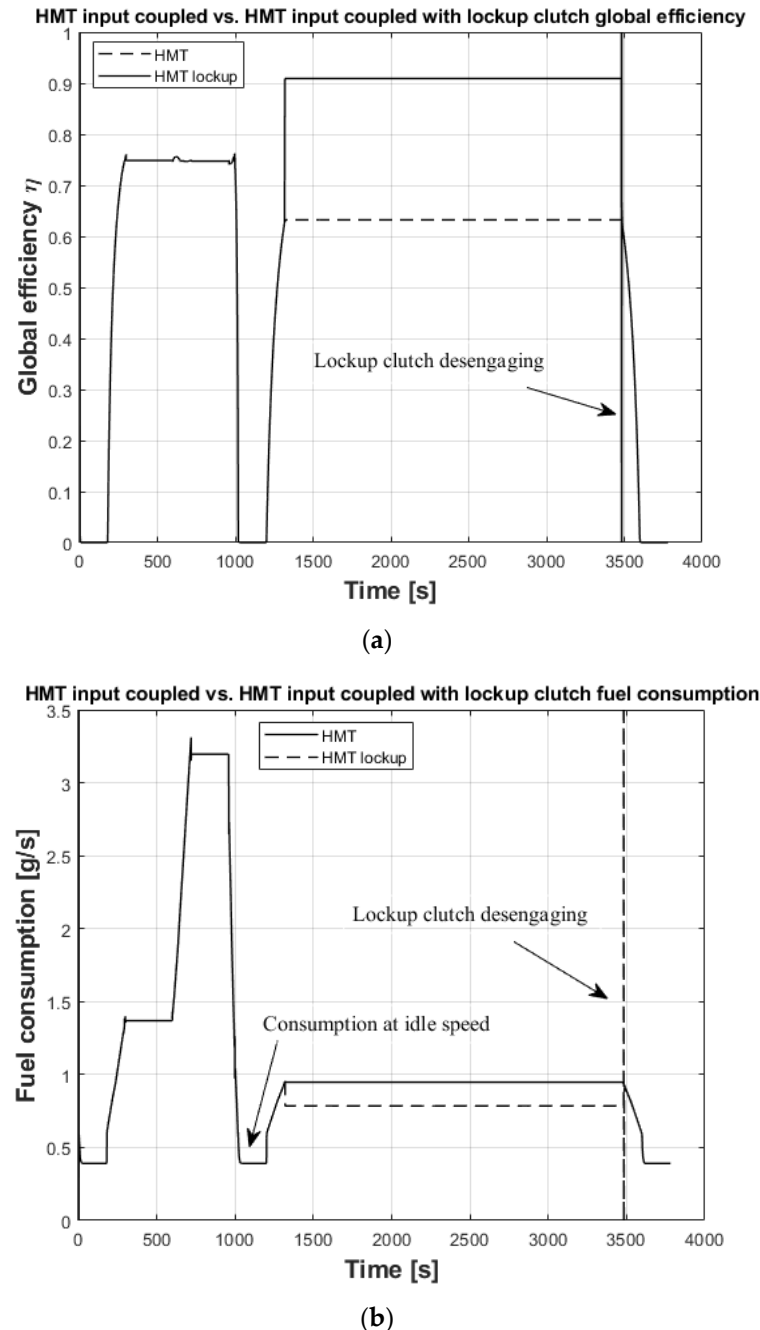 HMT input coupled vs. HMT input coupled with lockup clutch global efficiency
1
0.9
0.8
0.7
0.6
0.5
0.4
0.3
0.2
0.1
0
Global efficiency η
HMT
HMT lockup
Lockup clutch desengaging
0 500 1000 1500 2000 2500 3000 3500 4000
Time [s]
(a)
HMT input coupled vs. HMT input coupled with lockup clutch fuel consumption
3.5
3
2.5
2
1.5
1
0.5
0
Fuel consumption [g/s]
HMT
HMT lockup
Lockup clutch desengaging
Consumption at idle speed
0 500 1000 1500 2000 2500 3000 3500 4000
Time [s]
(b)